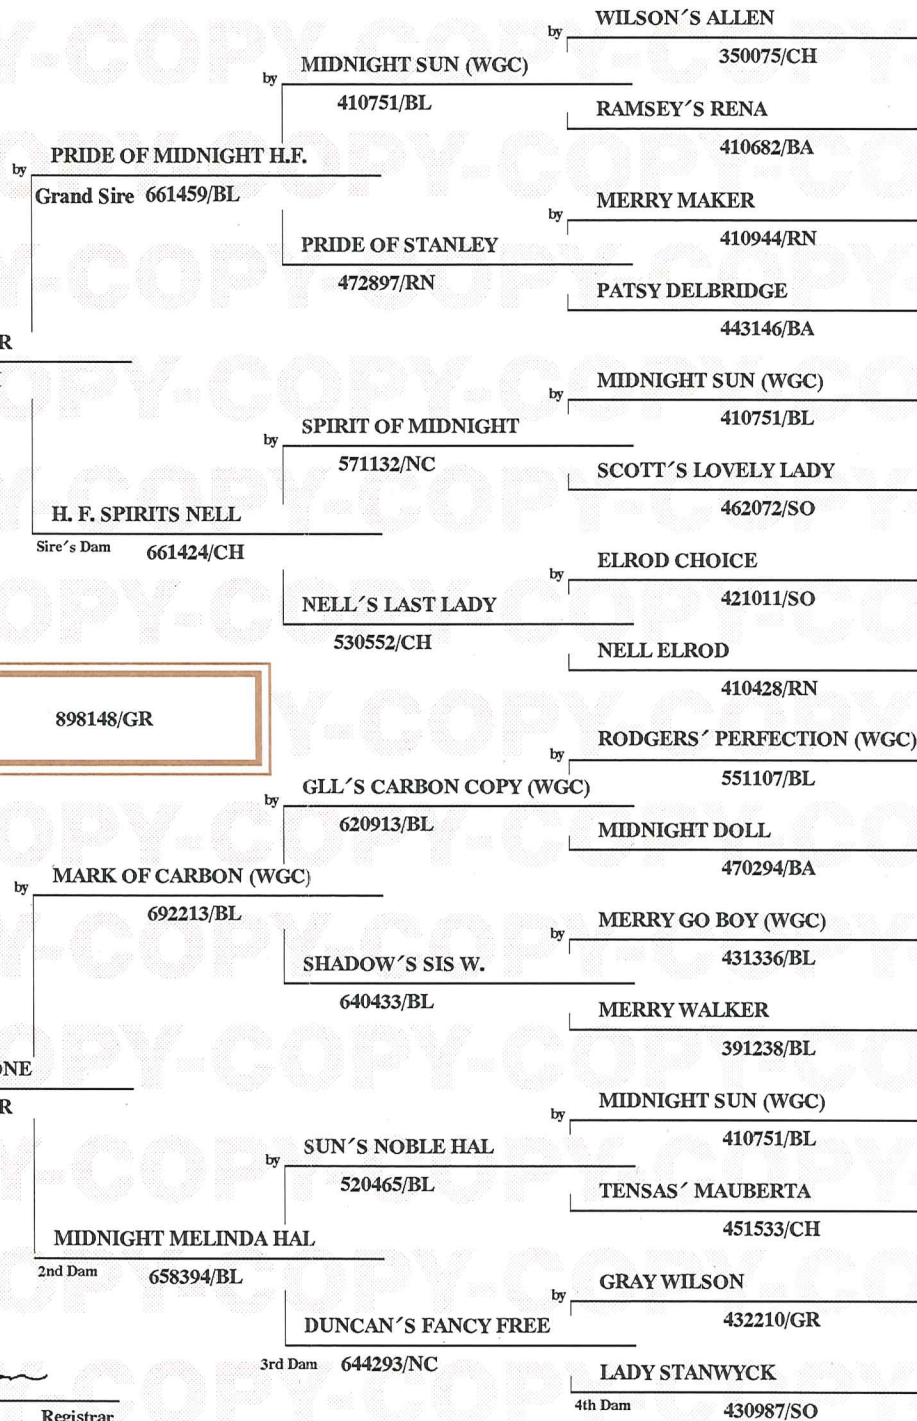 WILSON´S ALLEN
by
350075/CH
MIDNIGHT SUN (WGC)
by
410751/BL
RAMSEY´S RENA
410682/BA
PRIDE OF MIDNIGHT H.F.
by
Grand Sire 661459/BL
MERRY MAKER
by
410944/RN
PRIDE OF STANLEY
472897/RN
PATSY DELBRIDGE
443146/BA
R
MIDNIGHT SUN (WGC)
by
410751/BL
SPIRIT OF MIDNIGHT
by
571132/NC
SCOTT´S LOVELY LADY
462072/SO
H. F. SPIRITS NELL
Sire´s Dam 661424/CH
ELROD CHOICE
by
421011/SO
NELL´S LAST LADY
530552/CH
NELL ELROD
410428/RN
898148/GR
RODGERS´ PERFECTION (WGC)
by
551107/BL
GLL´S CARBON COPY (WGC)
by
620913/BL
MIDNIGHT DOLL
470294/BA
MARK OF CARBON (WGC)
by
692213/BL
MERRY GO BOY (WGC)
by
431336/BL
SHADOW´S SIS W.
640433/BL
MERRY WALKER
391238/BL
ONE
R
MIDNIGHT SUN (WGC)
by
410751/BL
SUN´S NOBLE HAL
by
520465/BL
TENSAS´ MAUBERTA
451533/CH
MIDNIGHT MELINDA HAL
2nd Dam 658394/BL
GRAY WILSON
by
432210/GR
DUNCAN´S FANCY FREE
3rd Dam 644293/NC
LADY STANWYCK
4th Dam 430987/SO
Registrar
COPY-COPY-COPY